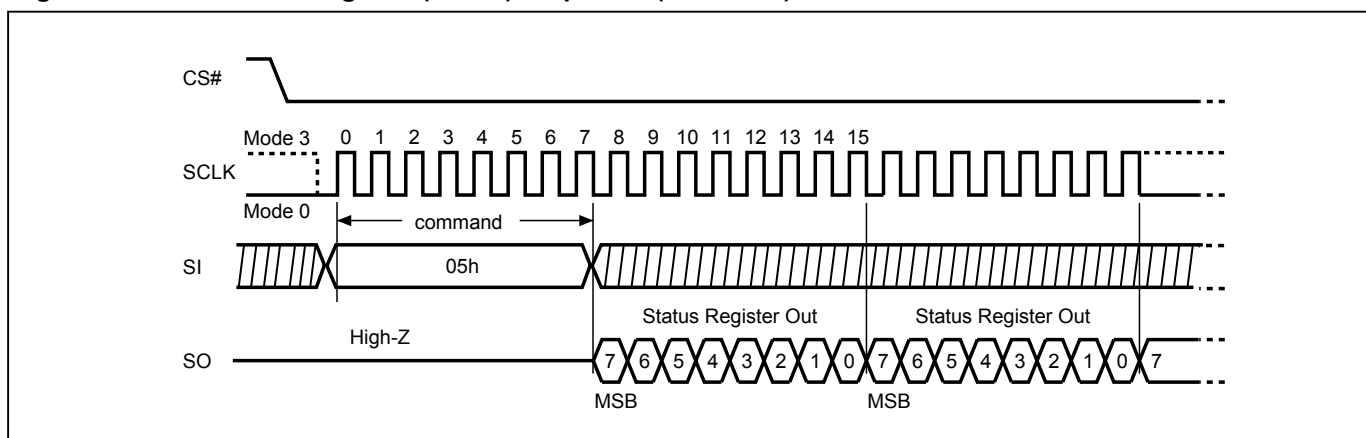 CS#
Mode 3 0 1 2 3 4 5 6 7 8 9 10 11 12 13 14 15
SCLK
Mode 0
command
SI 05h
Status Register Out Status Register Out
High-Z
SO 7 6 5 4 3 2 1 0 7 6 5 4 3 2 1 0 7
MSB MSB